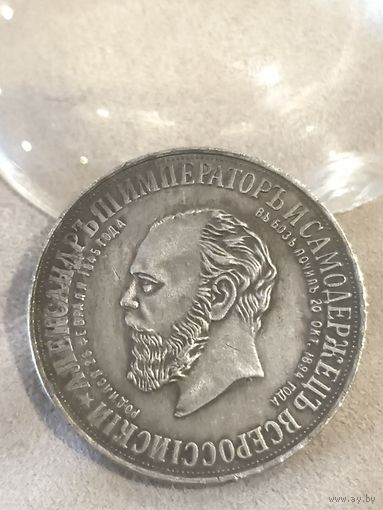 АЛЕКСАНДРЪ III ИМПЕРАТОРЪ И САМОДЕРЖЕЦЪ ВСЕРОССIЙСКIЙ
РОДИЛСЯ 26 ФЕВРАЛЯ 1845 ГОДА
ВЪ БОЗѢ ПОЧИЛЪ 20 ОКТ. 1894 ГОДА
www.ay.by